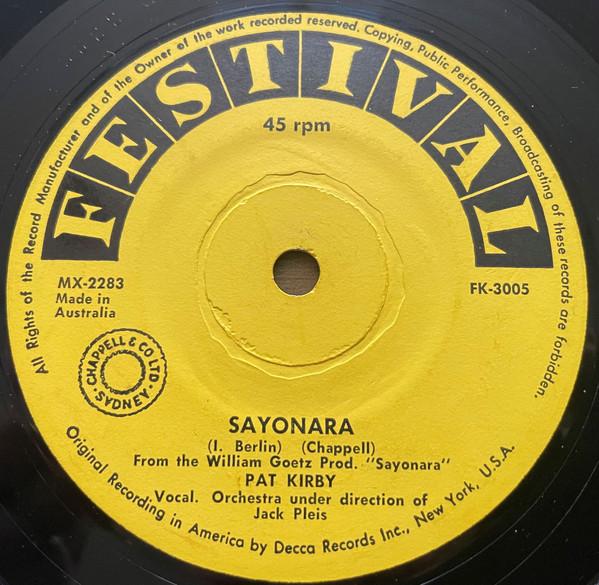 All Rights of the Record Manufacturer and of the Owner of the work recorded reserved. Copying, Public Performance, Broadcasting of these records are forbidden.
FESTIVAL
45 rpm
MX-2283
Made in
Australia
FK-3005
CHAPPELL & CO LTD.
SYDNEY
SAYONARA
(I. Berlin) (Chappell)
From the William Goetz Prod. "Sayonara"
PAT KIRBY
Vocal. Orchestra under direction of
Jack Pleis
Original Recording in America by Decca Records Inc., New York, U.S.A.